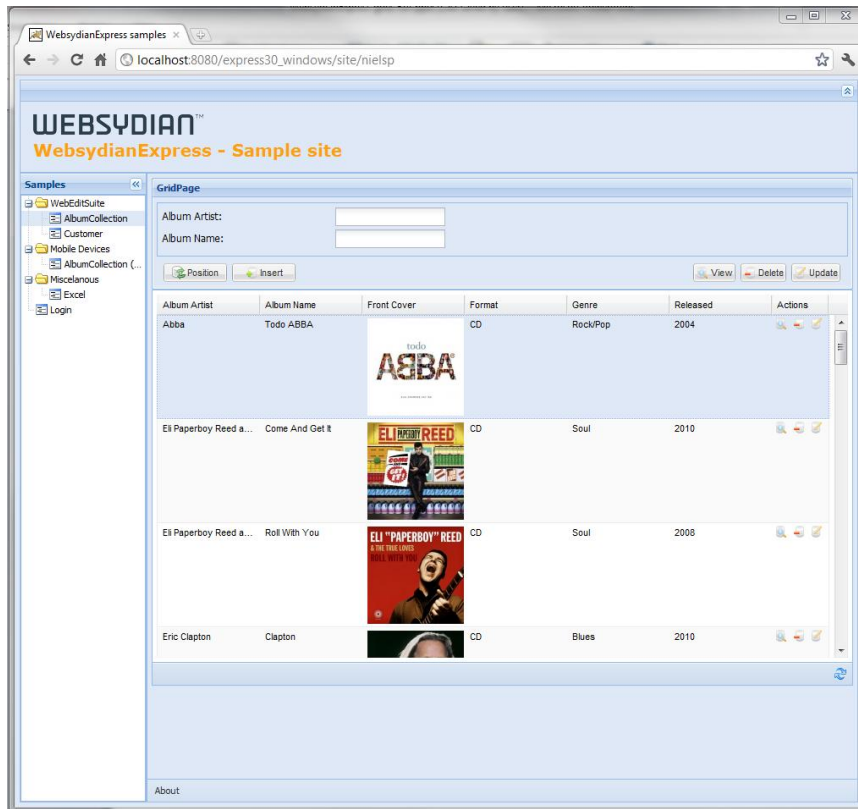 WebsydianExpress samples
localhost:8080/express30_windows/site/nielsp
WEBSYDIAN™
WebsydianExpress - Sample site
Samples
WebEditSuite
AlbumCollection
Customer
Mobile Devices
AlbumCollection (...
Miscelanous
Excel
Login
GridPage
Album Artist:
Album Name:
Position Insert View Delete Update
Album Artist Album Name Front Cover Format Genre Released Actions
Abba Todo ABBA CD Rock/Pop 2004
todo
ABBA
Eli Paperboy Reed a... Come And Get It CD Soul 2010
ELI PAPERBOY REED
COME AND GET IT!
Eli Paperboy Reed a... Roll With You CD Soul 2008
ELI "PAPERBOY" REED
& THE TRUE LOVES
ROLL WITH YOU
Eric Clapton Clapton CD Blues 2010
About